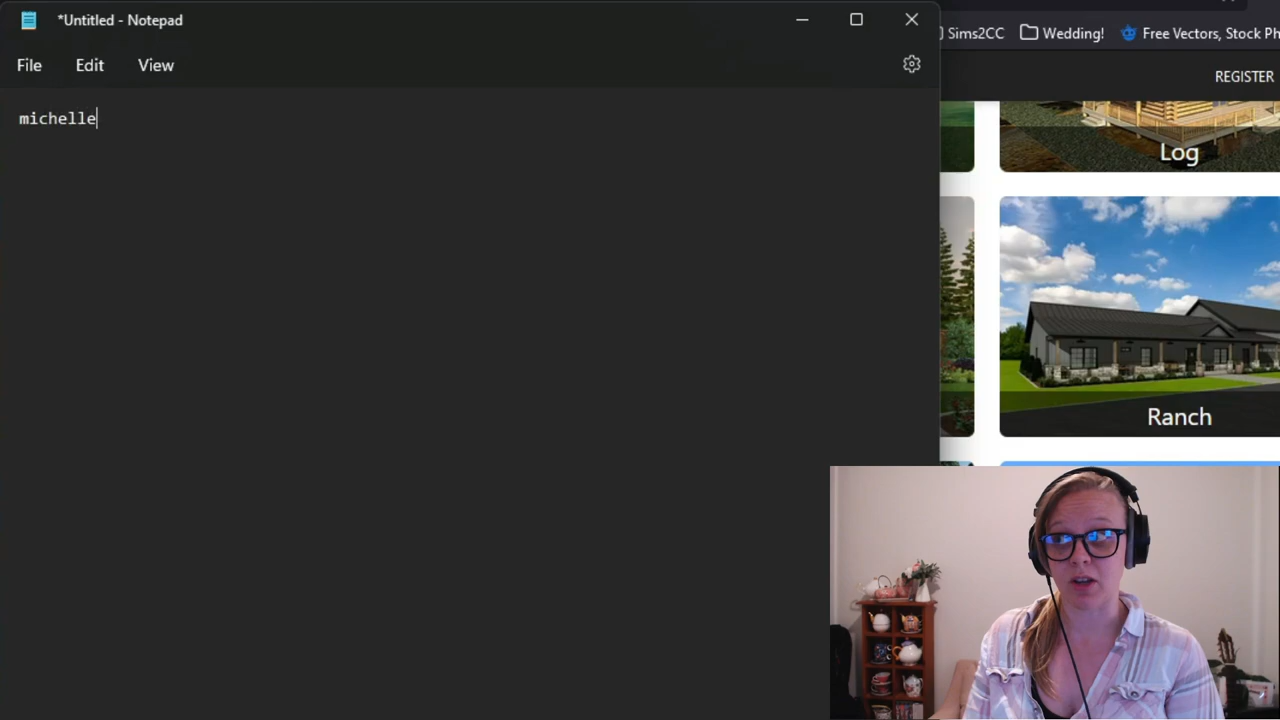 *Untitled - Notepad
Sims2CC
Wedding!
Free Vectors, Stock Ph
File
Edit
View
REGISTER
michelle
Log
Ranch